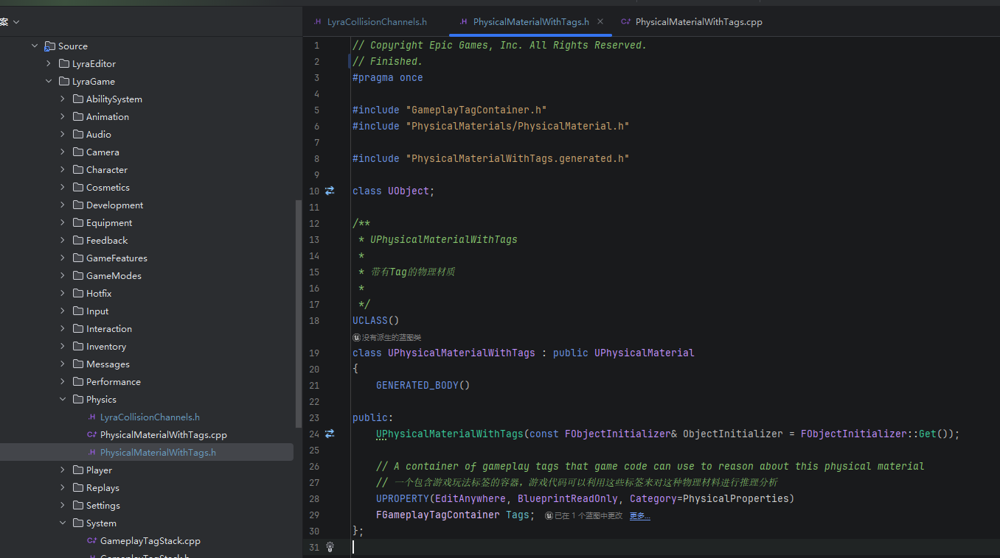 案
Source
LyraEditor
LyraGame
AbilitySystem
Animation
Audio
Camera
Character
Cosmetics
Development
Equipment
Feedback
GameFeatures
GameModes
Hotfix
Input
Interaction
Inventory
Messages
Performance
Physics
.H LyraCollisionChannels.h
C+ PhysicalMaterialWithTags.cpp
.H PhysicalMaterialWithTags.h
Player
Replays
Settings
System
C+ GameplayTagStack.cpp
.H GameplayTagStack.h
.H LyraCollisionChannels.h
.H PhysicalMaterialWithTags.h
C+ PhysicalMaterialWithTags.cpp
1 // Copyright Epic Games, Inc. All Rights Reserved.
2 // Finished.
3 #pragma once
4
5 #include "GameplayTagContainer.h"
6 #include "PhysicalMaterials/PhysicalMaterial.h"
7
8 #include "PhysicalMaterialWithTags.generated.h"
9
10 class UObject;
11
12 /**
13 * UPhysicalMaterialWithTags
14 *
15 * 带有Tag的物理材质
16 *
17 */
18 UCLASS()
没有派生的蓝图类
19 class UPhysicalMaterialWithTags : public UPhysicalMaterial
20 {
21 GENERATED_BODY()
22
23 public:
24 UPhysicalMaterialWithTags(const FObjectInitializer& ObjectInitializer = FObjectInitializer::Get());
25
26 // A container of gameplay tags that game code can use to reason about this physical material
27 // 一个包含游戏玩法标签的容器，游戏代码可以利用这些标签来对这种物理材料进行推理分析
28 UPROPERTY(EditAnywhere, BlueprintReadOnly, Category=PhysicalProperties)
29 FGameplayTagContainer Tags; 已在 1 个蓝图中更改 更多...
30 };
31